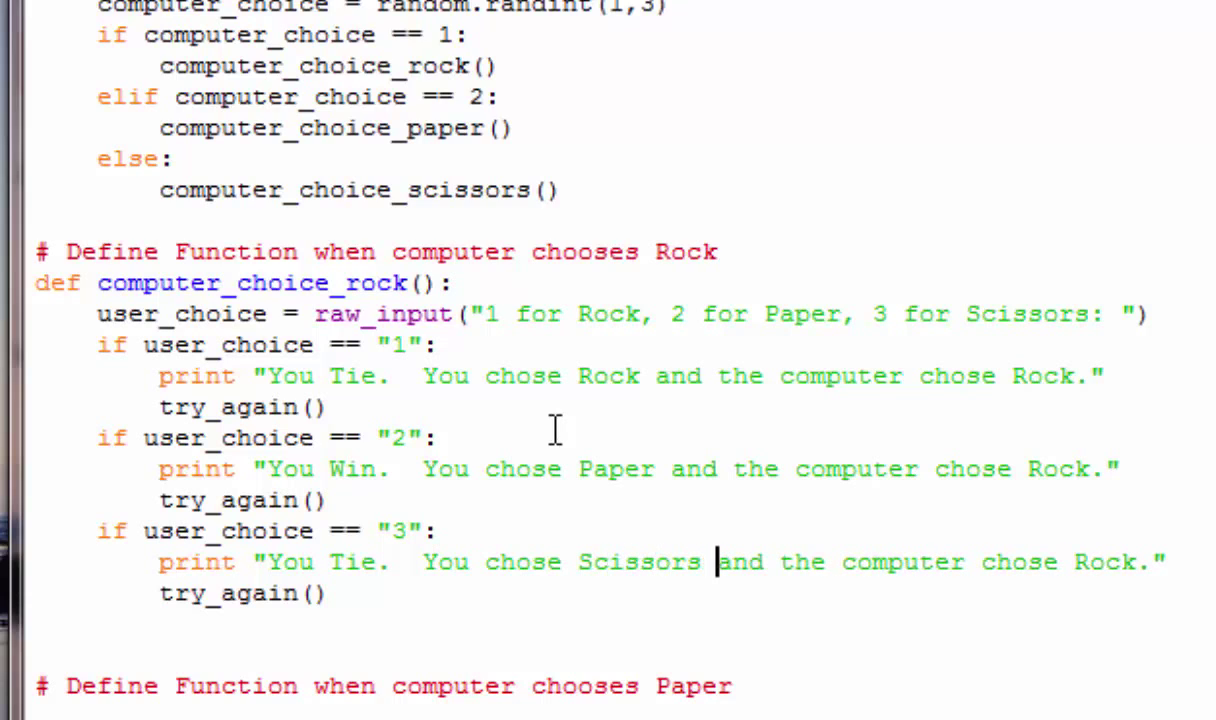 computer_choice = random.randint(1,3)
if computer_choice == 1:
computer_choice_rock()
elif computer_choice == 2:
computer_choice_paper()
else:
computer_choice_scissors()
# Define Function when computer chooses Rock
def computer_choice_rock():
user_choice = raw_input("1 for Rock, 2 for Paper, 3 for Scissors: ")
if user_choice == "1":
print "You Tie.  You chose Rock and the computer chose Rock."
try_again()
if user_choice == "2":
print "You Win.  You chose Paper and the computer chose Rock."
try_again()
if user_choice == "3":
print "You Tie.  You chose Scissors and the computer chose Rock."
try_again()
# Define Function when computer chooses Paper